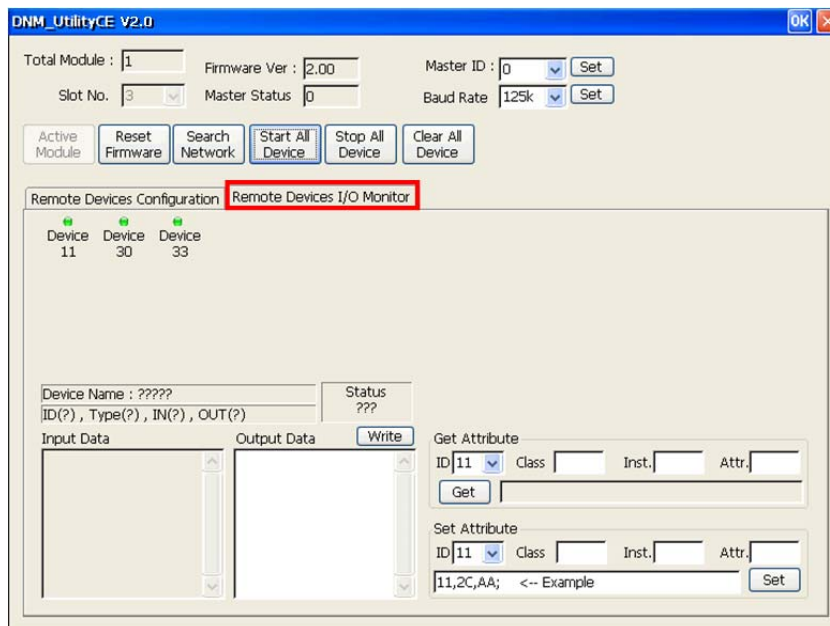 DNM_UtilityCE V2.0 OK
Total Module : 1 Firmware Ver : 2.00 Master ID : 0 Set
Slot No. 3 Master Status 0 Baud Rate 125k Set
Active Module Reset Firmware Search Network Start All Device Stop All Device Clear All Device
Remote Devices Configuration Remote Devices I/O Monitor
Device 11 Device 30 Device 33
Device Name : ????? Status
ID(?) , Type(?) , IN(?) , OUT(?) ???
Input Data Output Data Write Get Attribute
ID 11 Class Inst. Attr.
Get
Set Attribute
ID 11 Class Inst. Attr.
11,2C,AA; <-- Example Set